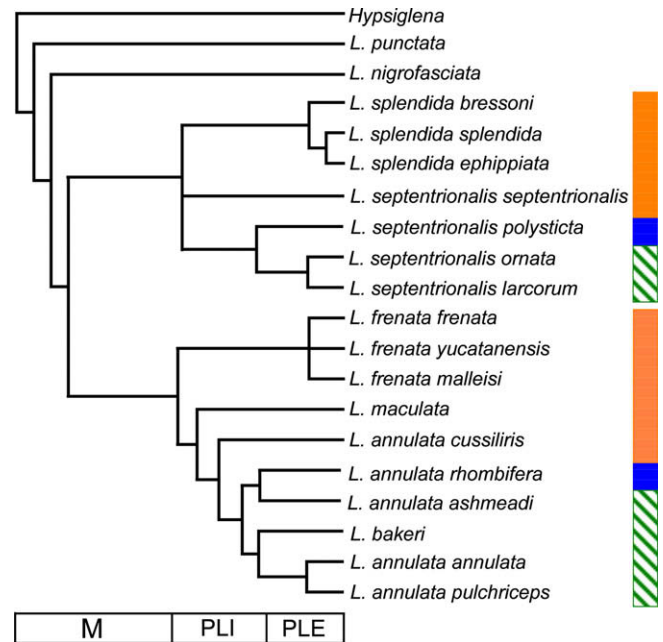 Hypsiglena
L. punctata
L. nigrofasciata
L. splendida bressoni
L. splendida splendida
L. splendida ephippiata
L. septentrionalis septentrionalis
L. septentrionalis polysticta
L. septentrionalis ornata
L. septentrionalis larcorum
L. frenata frenata
L. frenata yucatanensis
L. frenata malleisi
L. maculata
L. annulata cussiliris
L. annulata rhombifera
L. annulata ashmeadi
L. bakeri
L. annulata annulata
L. annulata pulchriceps
M PLI PLE